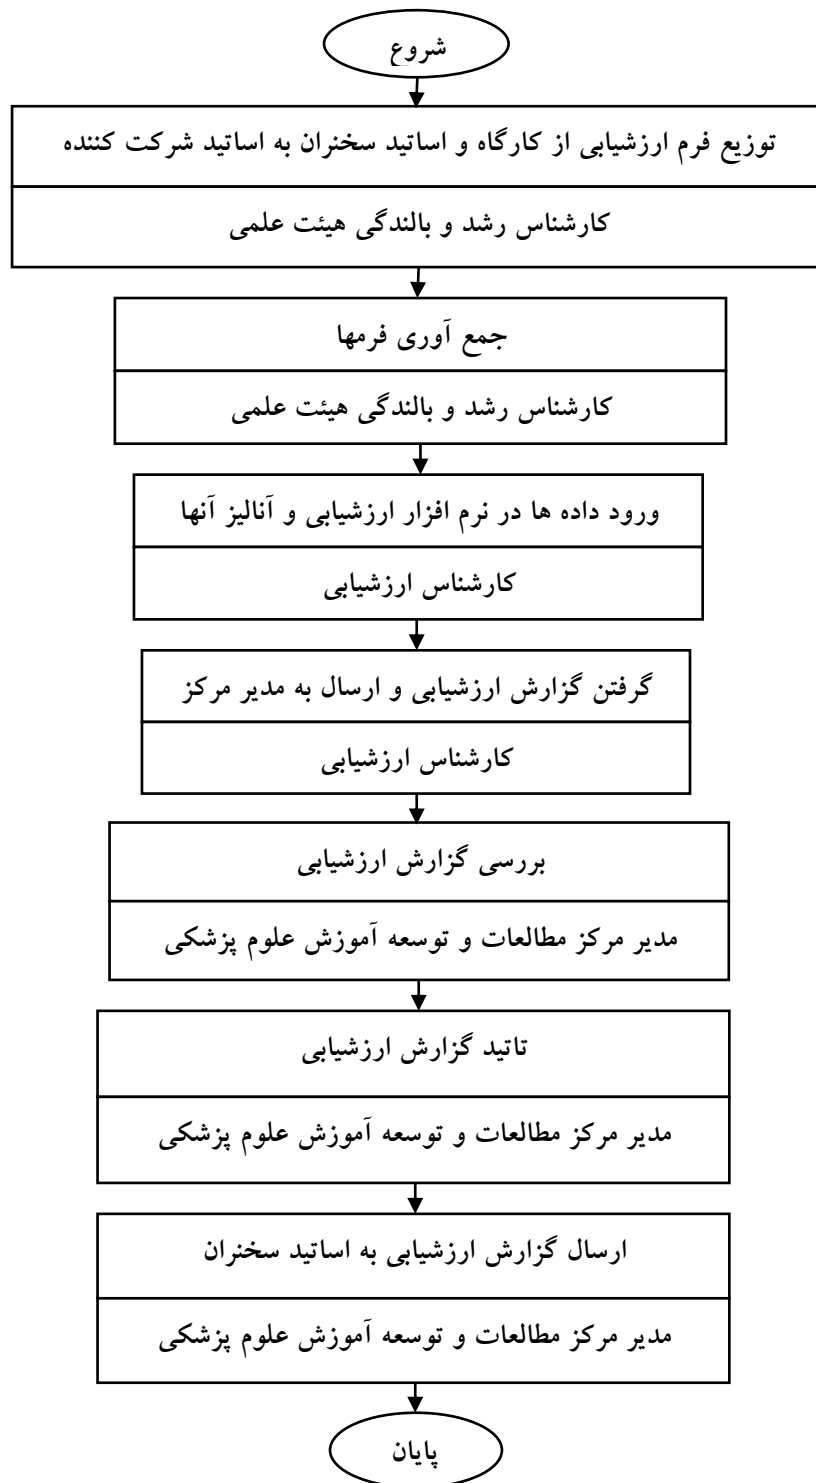 شروع
توزیع فرم ارزشیابی از کارگاه و اساتید سخنران به اساتید شرکت کننده
کارشناس رشد و بالندگی هیئت علمی
جمع آوری فرمها
کارشناس رشد و بالندگی هیئت علمی
ورود داده ها در نرم افزار ارزشیابی و آنالیز آنها
کارشناس ارزشیابی
گرفتن گزارش ارزشیابی و ارسال به مدیر مرکز
کارشناس ارزشیابی
بررسی گزارش ارزشیابی
مدیر مرکز مطالعات و توسعه آموزش علوم پزشکی
تائید گزارش ارزشیابی
مدیر مرکز مطالعات و توسعه آموزش علوم پزشکی
ارسال گزارش ارزشیابی به اساتید سخنران
مدیر مرکز مطالعات و توسعه آموزش علوم پزشکی
پایان